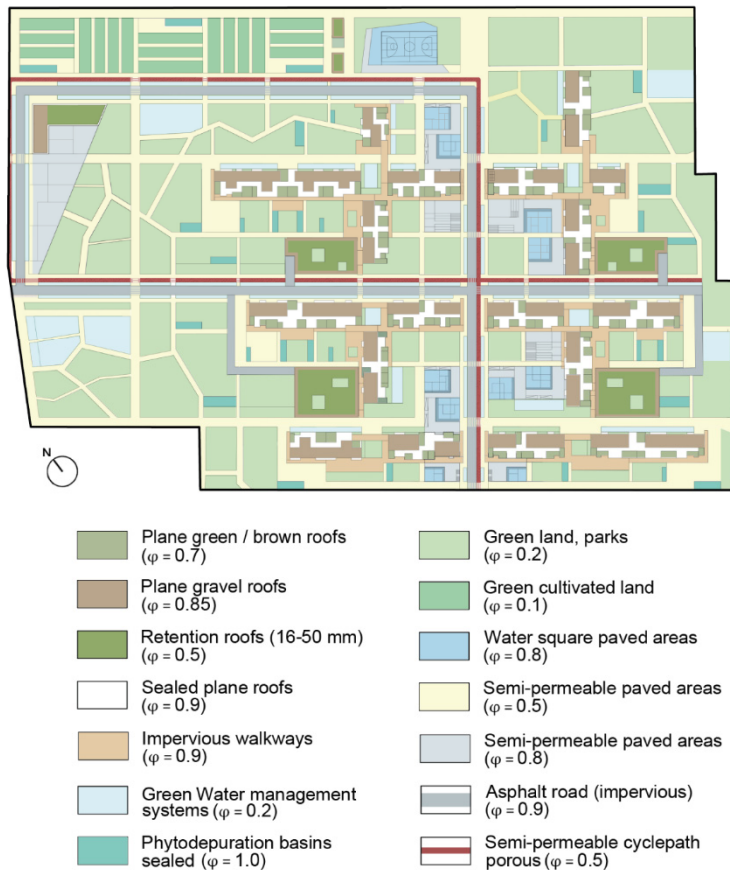 N
Plane green / brown roofs
(φ = 0.7)
Plane gravel roofs
(φ = 0.85)
Retention roofs (16-50 mm)
(φ = 0.5)
Sealed plane roofs
(φ = 0.9)
Impervious walkways
(φ = 0.9)
Green Water management
systems (φ = 0.2)
Phytodepuration basins
sealed (φ = 1.0)
Green land, parks
(φ = 0.2)
Green cultivated land
(φ = 0.1)
Water square paved areas
(φ = 0.8)
Semi-permeable paved areas
(φ = 0.5)
Semi-permeable paved areas
(φ = 0.8)
Asphalt road (impervious)
(φ = 0.9)
Semi-permeable cyclepath
porous (φ = 0.5)